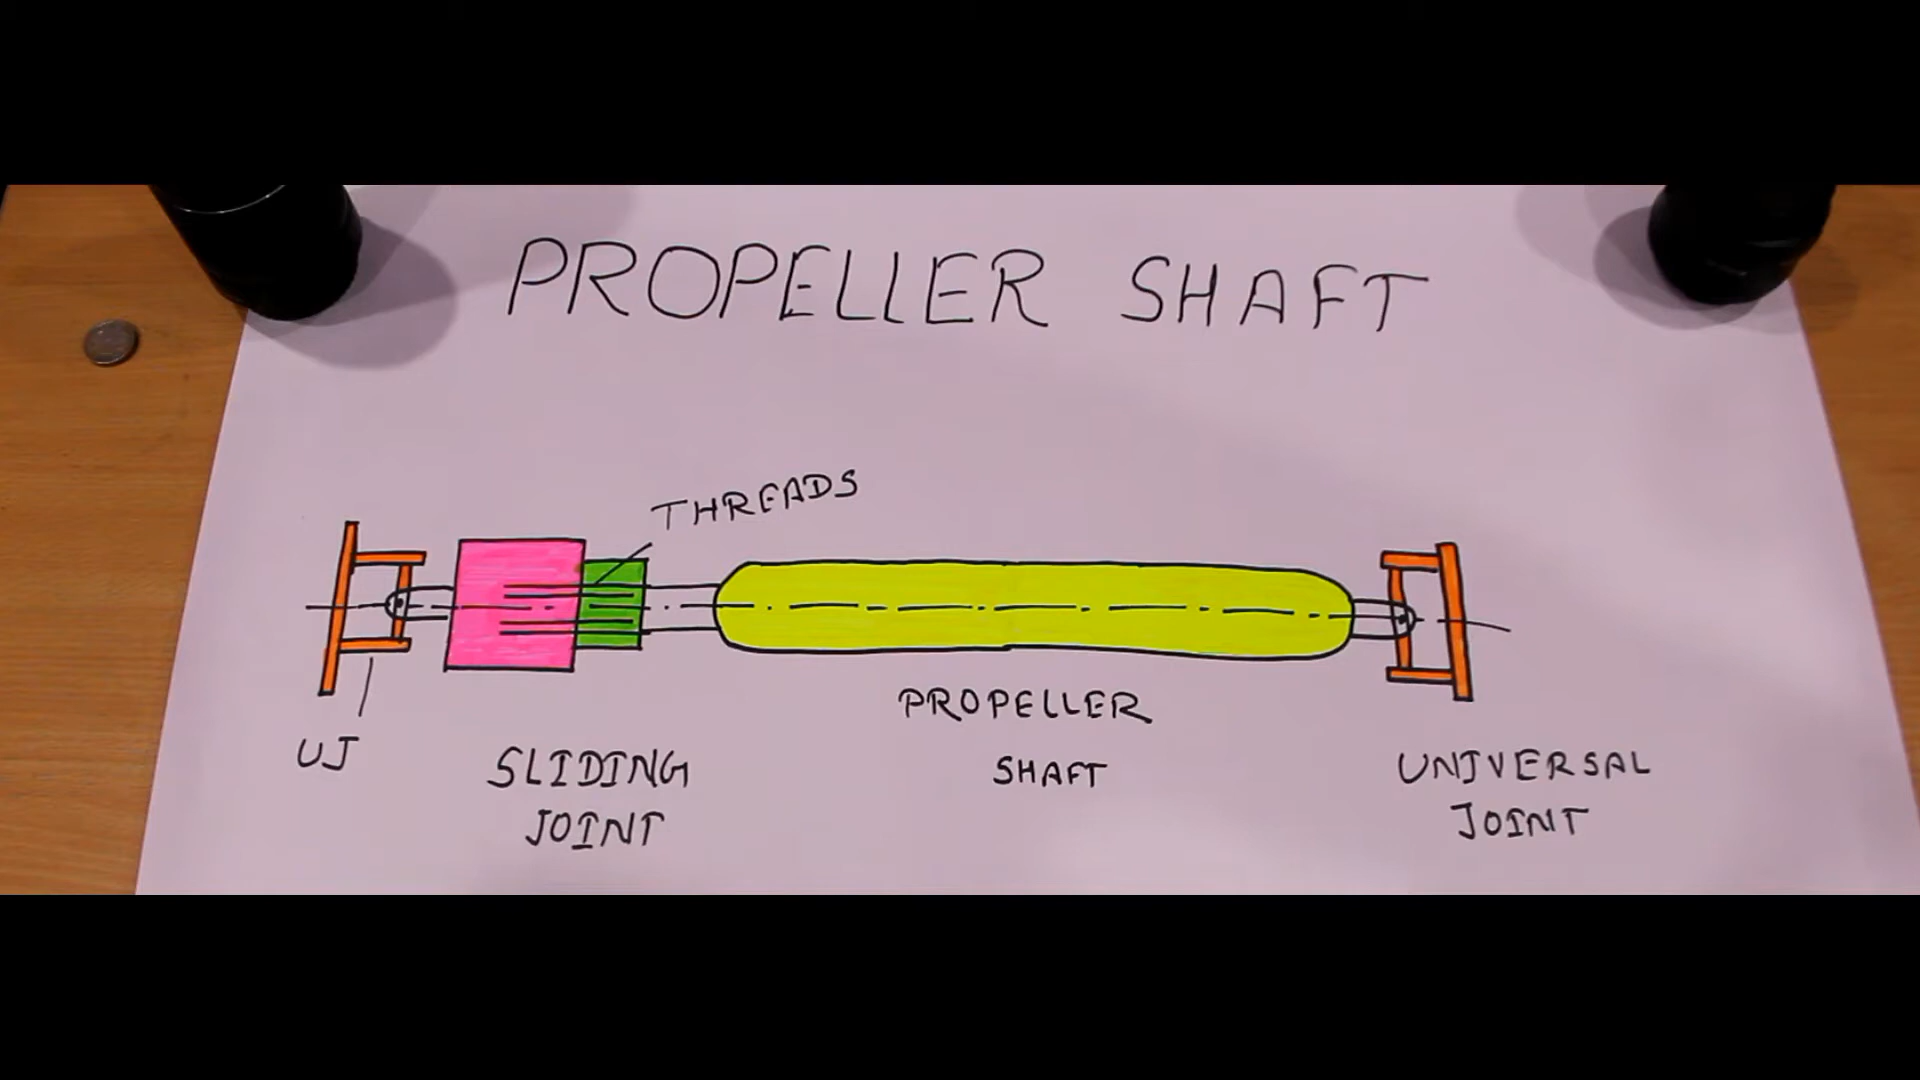 PROPELLER SHAFT
THREADS
UJ
SLIDING
JOINT
PROPELLER
SHAFT
UNIVERSAL
JOINT